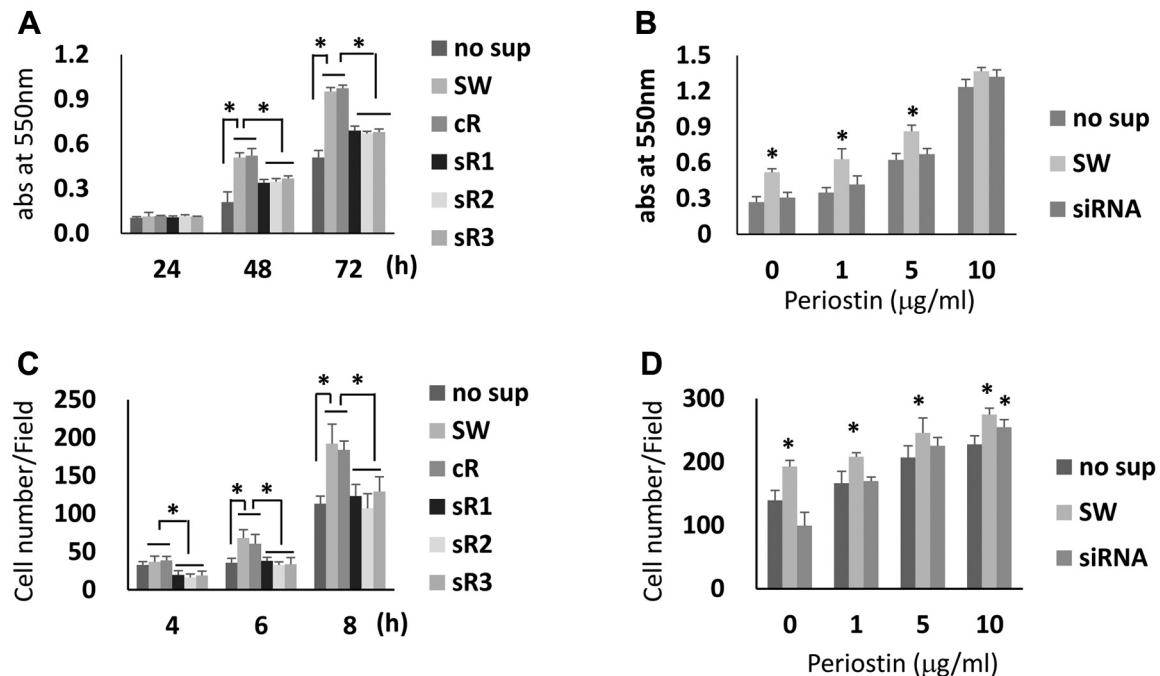 A
abs at 550nm
1.2
0.9
0.6
0.3
0.0
* *
* *
24 48 72 (h)
no sup
SW
cR
sR1
sR2
sR3
B
abs at 550nm
1.5
1.2
0.9
0.6
0.3
0
* * *
0 1 5 10
Periostin (μg/ml)
no sup
SW
siRNA
C
Cell number/Field
250
200
150
100
50
0
* *
* * *
4 6 8 (h)
no sup
SW
cR
sR1
sR2
sR3
D
Cell number/Field
300
200
100
0
* * * * *
0 1 5 10
Periostin (μg/ml)
no sup
SW
siRNA